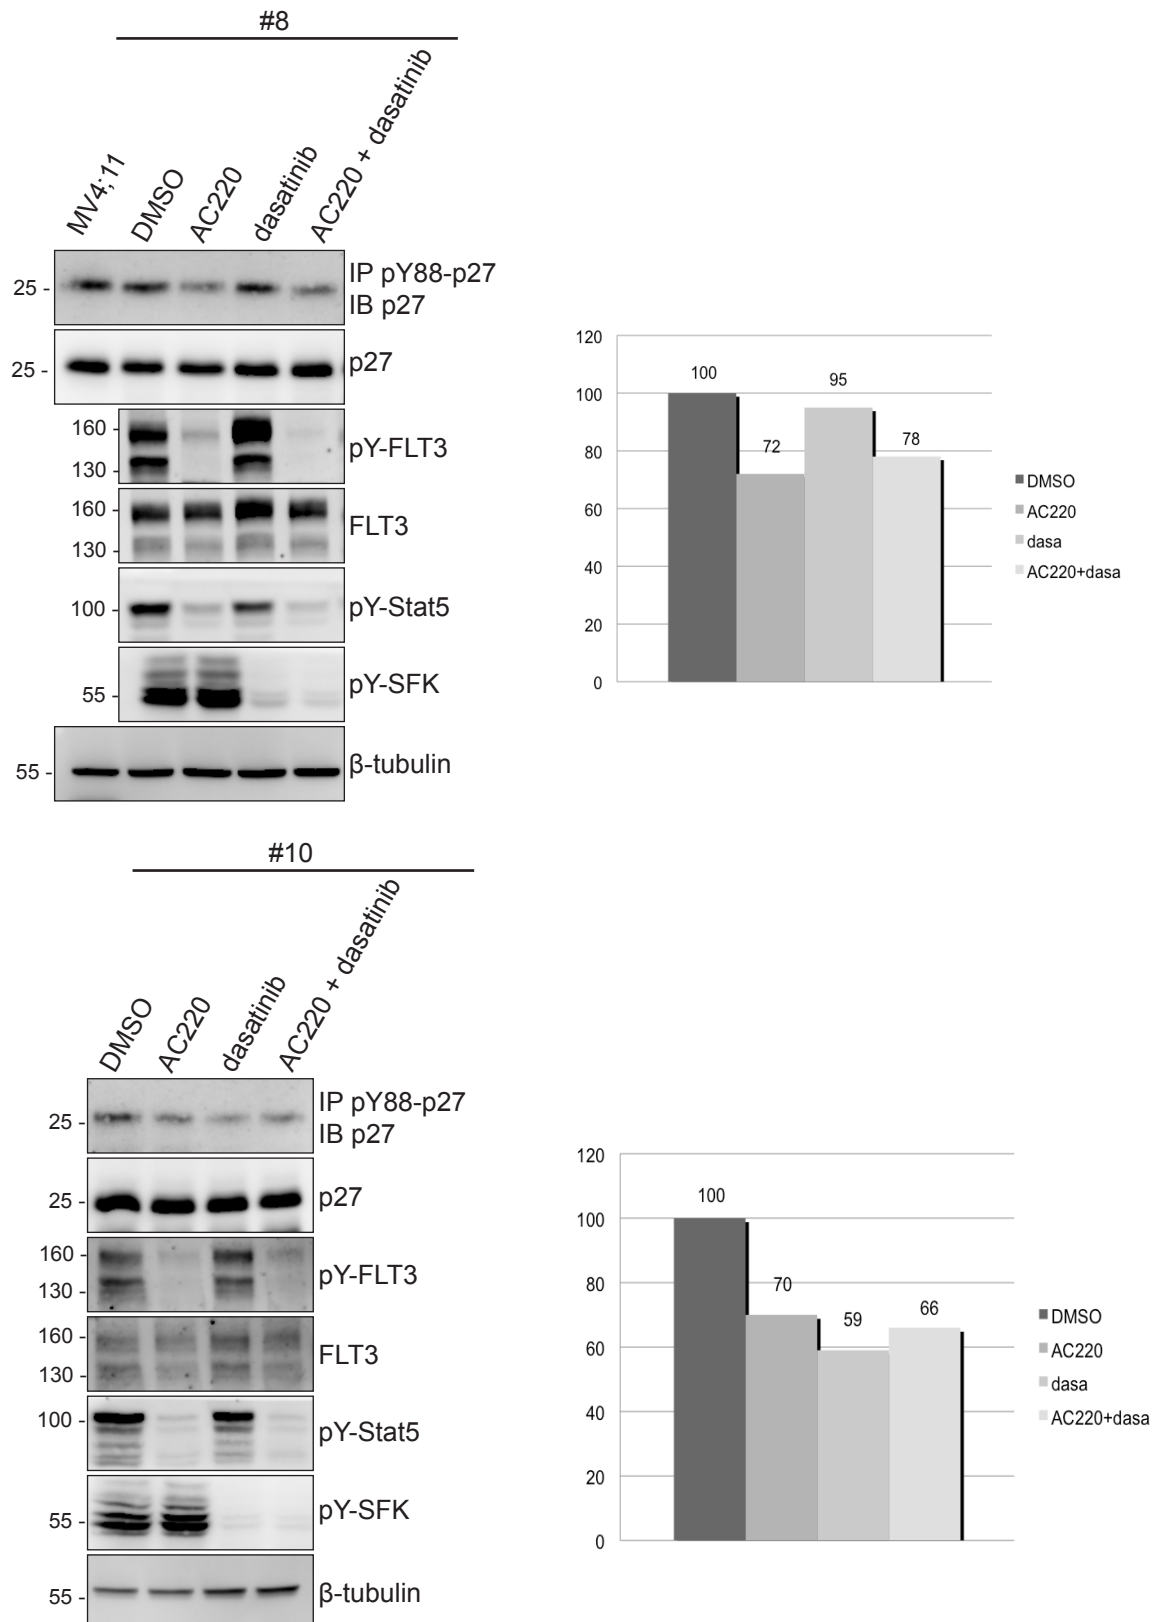 #8
MV4;11
DMSO
AC220
dasatinib
AC220 + dasatinib
25 -
IP pY88-p27
IB p27
25 -
p27
160 -
130 -
pY-FLT3
160 -
130 -
FLT3
100 -
pY-Stat5
55 -
pY-SFK
55 -
β-tubulin
120
100
80
60
40
20
0
100
72
95
78
DMSO
AC220
dasa
AC220+dasa
#10
DMSO
AC220
dasatinib
AC220 + dasatinib
25 -
IP pY88-p27
IB p27
25 -
p27
160 -
130 -
pY-FLT3
160 -
130 -
FLT3
100 -
pY-Stat5
55 -
pY-SFK
55 -
β-tubulin
120
100
80
60
40
20
0
100
70
59
66
DMSO
AC220
dasa
AC220+dasa